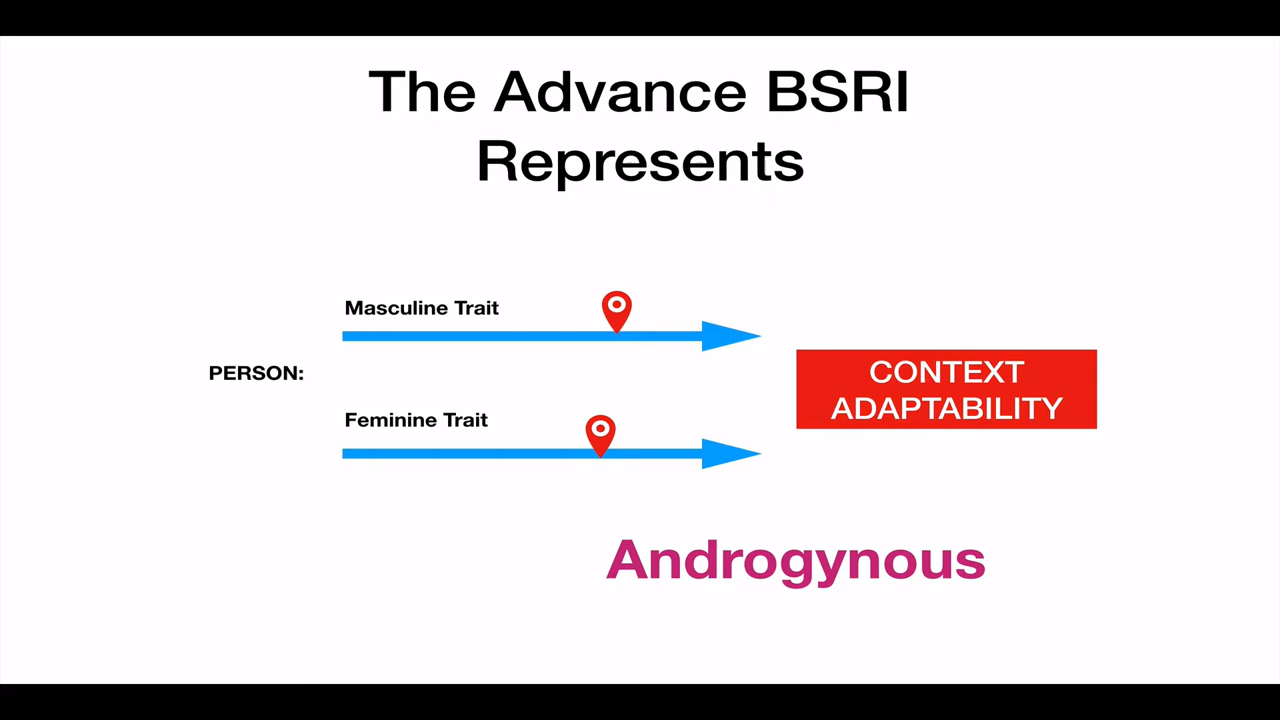 The Advance BSRI
Represents
Masculine Trait
PERSON:
Feminine Trait
CONTEXT
ADAPTABILITY
Androgynous